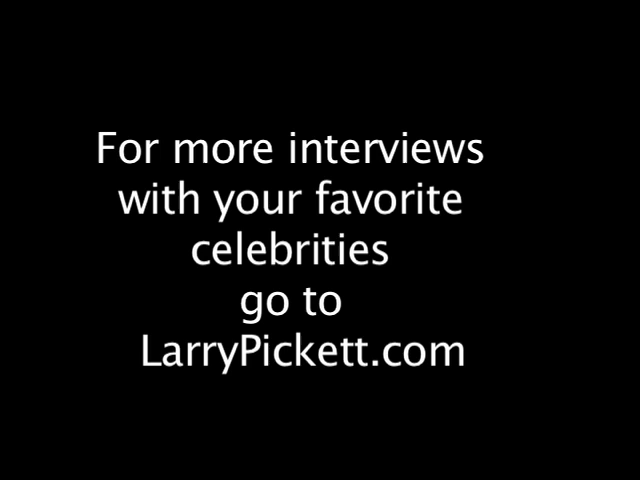 For more interviews
with your favorite
celebrities
go to
LarryPickett.com